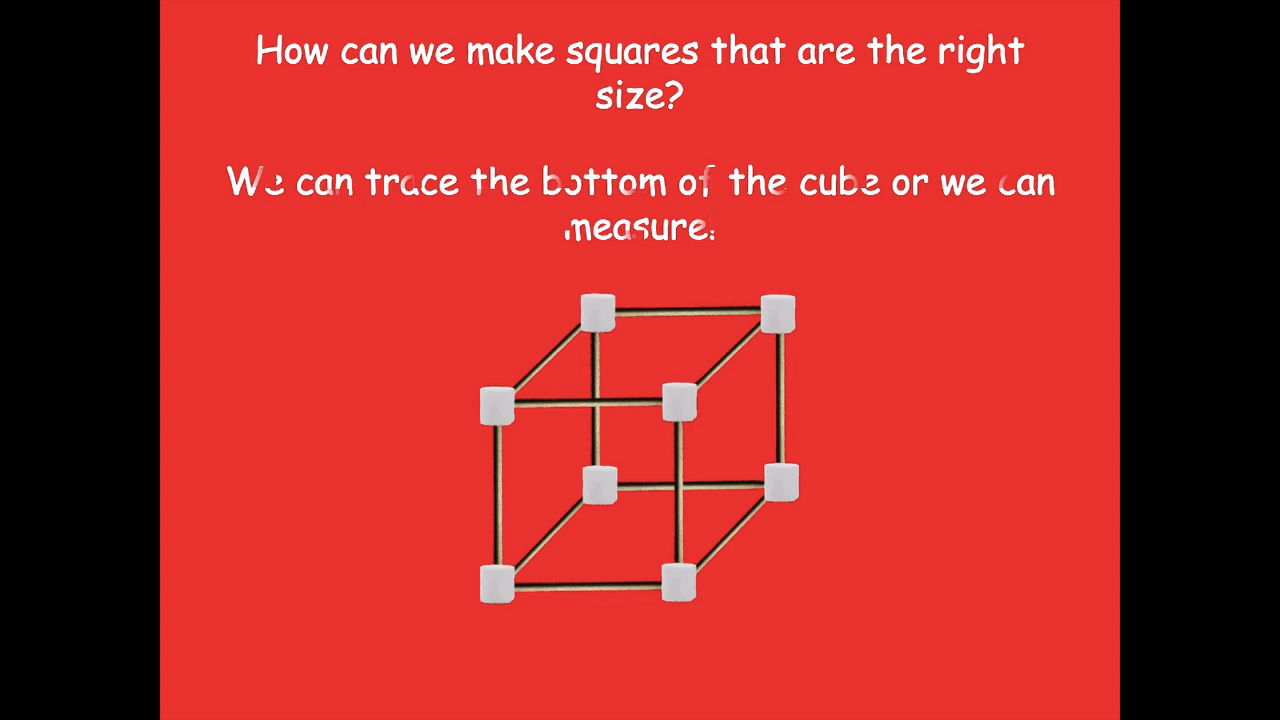 How can we make squares that are the right
size?
We can trace the bottom of the cube or we can
measure.